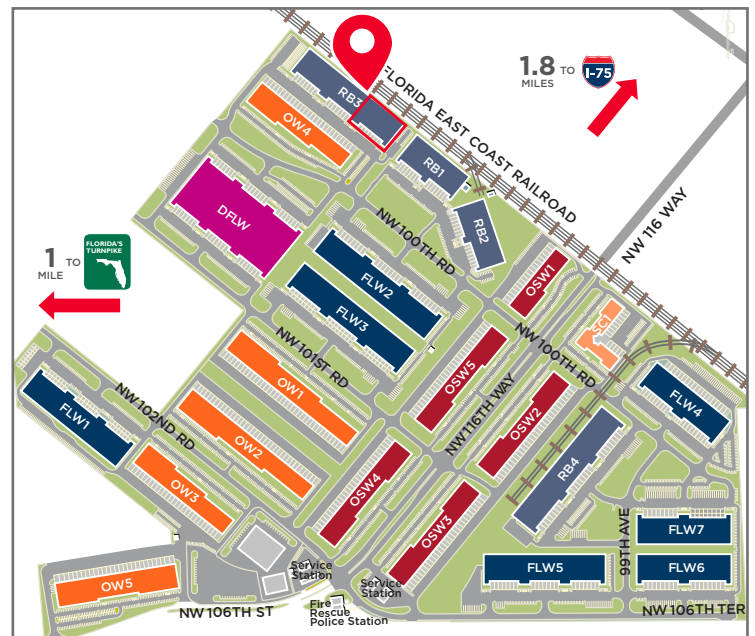 1.8 TO
MILES
I-75
FLORIDA EAST COAST RAILROAD
RB3
OW4
RB1
RB2
NW 116 WAY
DFLW
NW 100TH RD
1 TO
MILE
FLORIDA'S
TURNPIKE
FLW2
FLW3
OSW1
SC1
NW 101ST RD
NW 100TH RD
OSW5
NW 116TH WAY
OW1
OSW2
FLW4
FLW1
NW 102ND RD
OW2
RB4
OSW4
OW3
OSW3
99TH AVE
FLW7
OW5
Service
Station
Service
Station
FLW5
FLW6
NW 106TH ST
Fire
Rescue
Police Station
NW 106TH TER